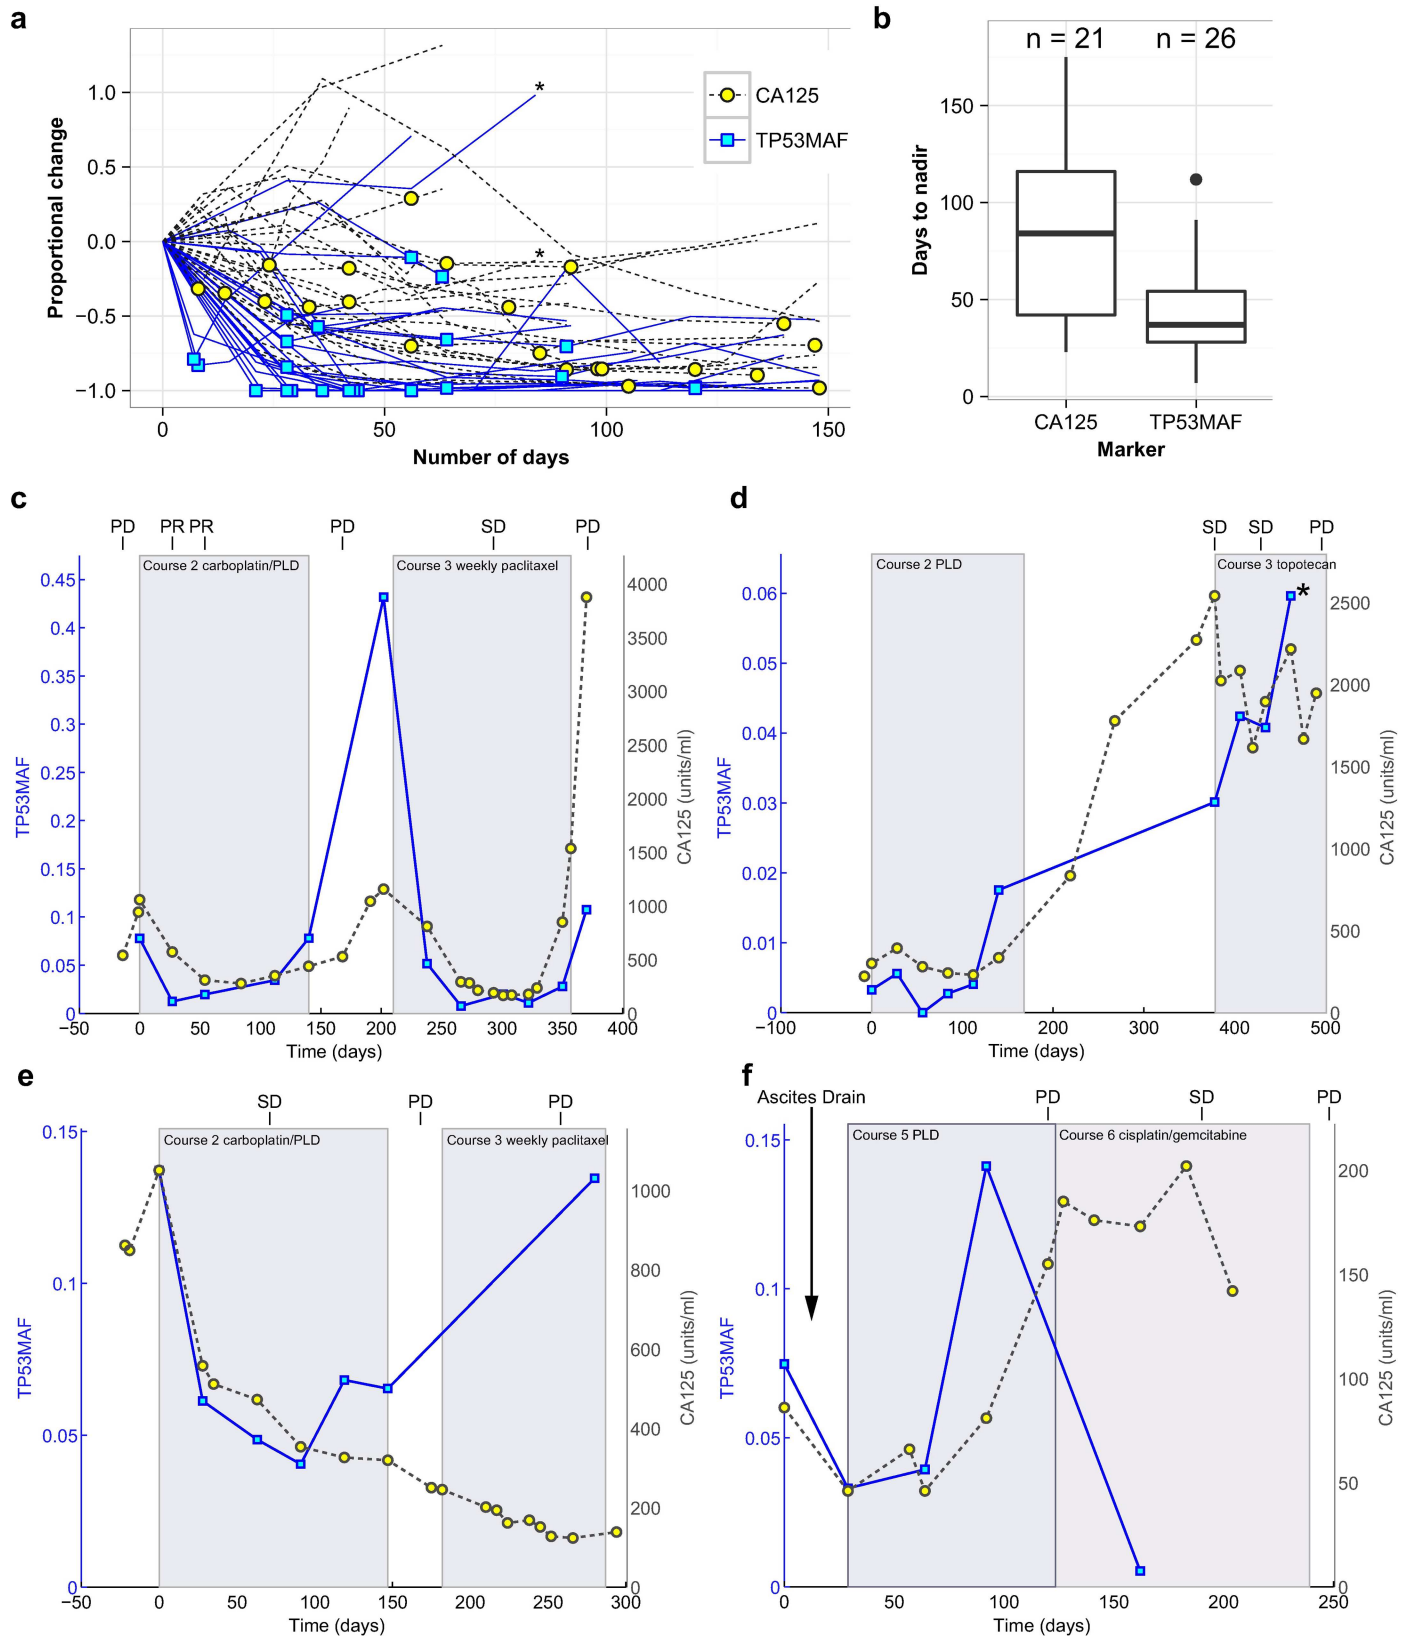 a
1.0
0.5
0.0
−0.5
−1.0
Proportional change
0 50 100 150
Number of days
CA125
TP53MAF
*
*
b
n = 21 n = 26
150
100
50
0
Days to nadir
CA125 TP53MAF
Marker
c
PD PR PR PD SD PD
Course 2 carboplatin/PLD Course 3 weekly paclitaxel
0.45
0.4
0.35
0.3
0.25
0.2
0.15
0.1
0.05
0
TP53MAF
4000
3500
3000
2500
2000
1500
1000
500
0
CA125 (units/ml)
−50 0 50 100 150 200 250 300 350 400
Time (days)
d
SD SD PD
Course 2 PLD Course 3 topotecan
*
0.06
0.05
0.04
0.03
0.02
0.01
0
TP53MAF
2500
2000
1500
1000
500
0
CA125 (units/ml)
−100 0 100 200 300 400 500
Time (days)
e
SD PD PD
Course 2 carboplatin/PLD Course 3 weekly paclitaxel
0.15
0.1
0.05
0
TP53MAF
1000
800
600
400
200
0
CA125 (units/ml)
−50 0 50 100 150 200 250 300
Time (days)
f
Ascites Drain PD SD PD
Course 5 PLD Course 6 cisplatin/gemcitabine
0.15
0.1
0.05
0
TP53MAF
200
150
100
50
0
CA125 (units/ml)
0 50 100 150 200 250
Time (days)